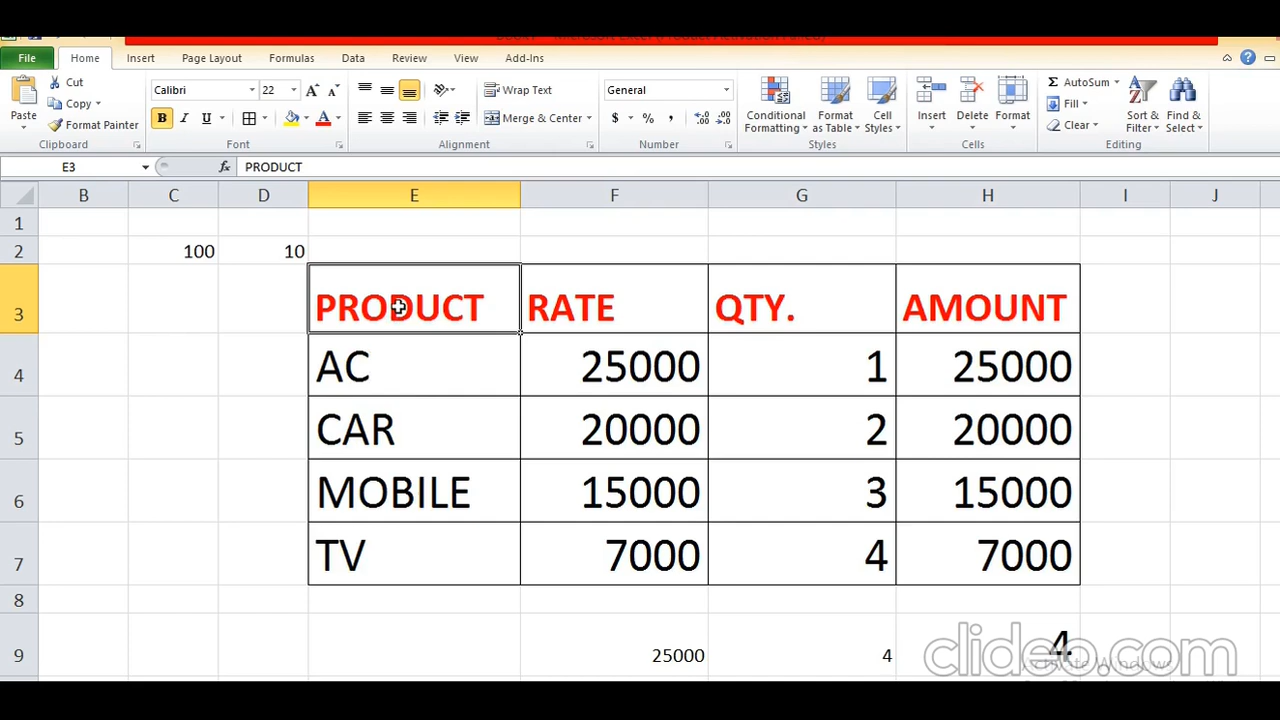 File Home Insert Page Layout Formulas Data Review View Add-Ins
Paste
Cut
Copy
Format Painter
Clipboard
Calibri 22
B I U
Font
Wrap Text
Merge & Center
Alignment
General
$ % ,
Number
Conditional Formatting
Format as Table
Cell Styles
Styles
Insert
Delete
Format
Cells
Σ AutoSum
Fill
Clear
Sort & Filter
Find & Select
Editing
E3 fx PRODUCT
B C D E F G H I J
1
2 100 10
3 PRODUCT RATE QTY. AMOUNT
4 AC 25000 1 25000
5 CAR 20000 2 20000
6 MOBILE 15000 3 15000
7 TV 7000 4 7000
8
9 25000 4 4
clideo.com
Activate Windows